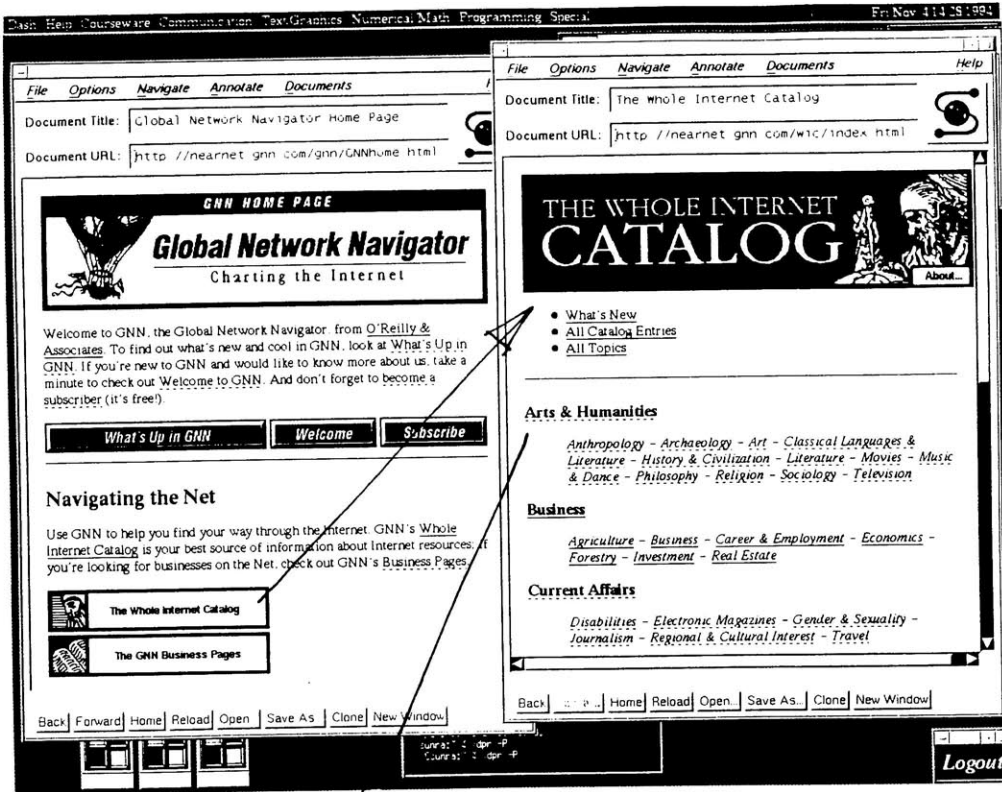 Dash Help Courseware Communication Text,Graphics Numerical Math Programming Special
Fri Nov 4 14 28 1994
File Options Navigate Annotate Documents
Document Title: Global Network Navigator Home Page
Document URL: http //nearnet gnn com/gnn/GNNhome html
GNN HOME PAGE
Global Network Navigator
Charting the Internet
Welcome to GNN, the Global Network Navigator, from O'Reilly &
Associates. To find out what's new and cool in GNN, look at What's Up in
GNN. If you're new to GNN and would like to know more about us, take a
minute to check out Welcome to GNN. And don't forget to become a
subscriber (it's free!).
What's Up in GNN Welcome Subscribe
Navigating the Net
Use GNN to help you find your way through the Internet. GNN's Whole
Internet Catalog is your best source of information about Internet resources; if
you're looking for businesses on the Net, check out GNN's Business Pages.
The Whole Internet Catalog
The GNN Business Pages
Back Forward Home Reload Open Save As Clone New Window
File Options Navigate Annotate Documents Help
Document Title: The Whole Internet Catalog
Document URL: http //nearnet gnn com/wic/index html
THE WHOLE INTERNET
CATALOG
About...
• What's New
• All Catalog Entries
• All Topics
Arts & Humanities
Anthropology - Archaeology - Art - Classical Languages &
Literature - History & Civilization - Literature - Movies - Music
& Dance - Philosophy - Religion - Sociology - Television
Business
Agriculture - Business - Career & Employment - Economics -
Forestry - Investment - Real Estate
Current Affairs
Disabilities - Electronic Magazines - Gender & Sexuality -
Journalism - Regional & Cultural Interest - Travel
Back Home Reload Open... Save As... Clone New Window
Logout